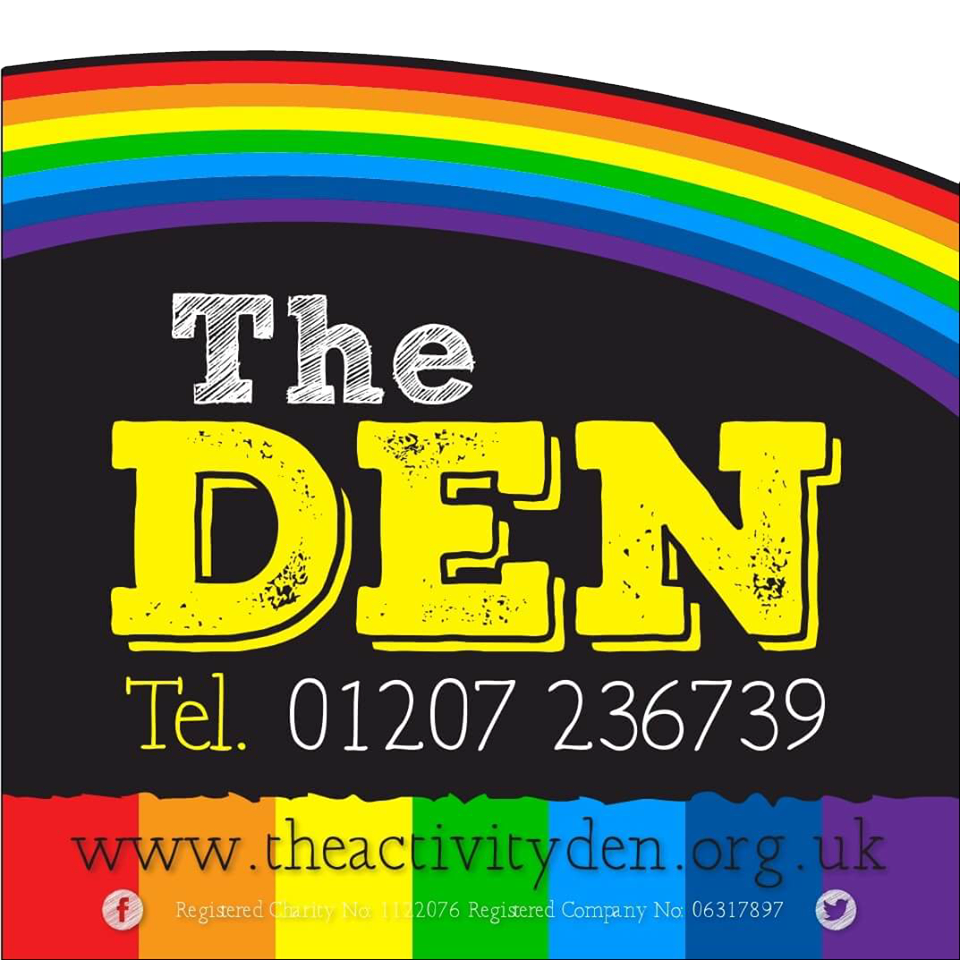 The
DEN
Tel. 01207 236739
www.theactivityden.org.uk
Registered Charity No: 1122076 Registered Company No: 06317897